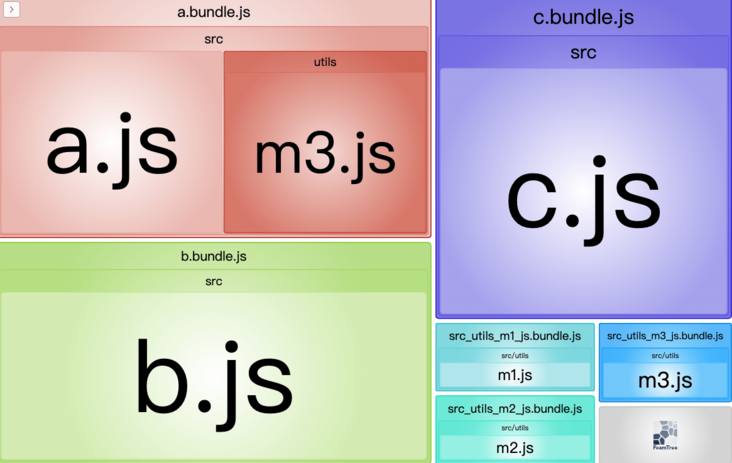 a.bundle.js
src
a.js
utils
m3.js
b.bundle.js
src
b.js
c.bundle.js
src
c.js
src_utils_m1_js.bundle.js
src/utils
m1.js
src_utils_m2_js.bundle.js
src/utils
m2.js
src_utils_m3_js.bundle.js
src/utils
m3.js
FoamTree